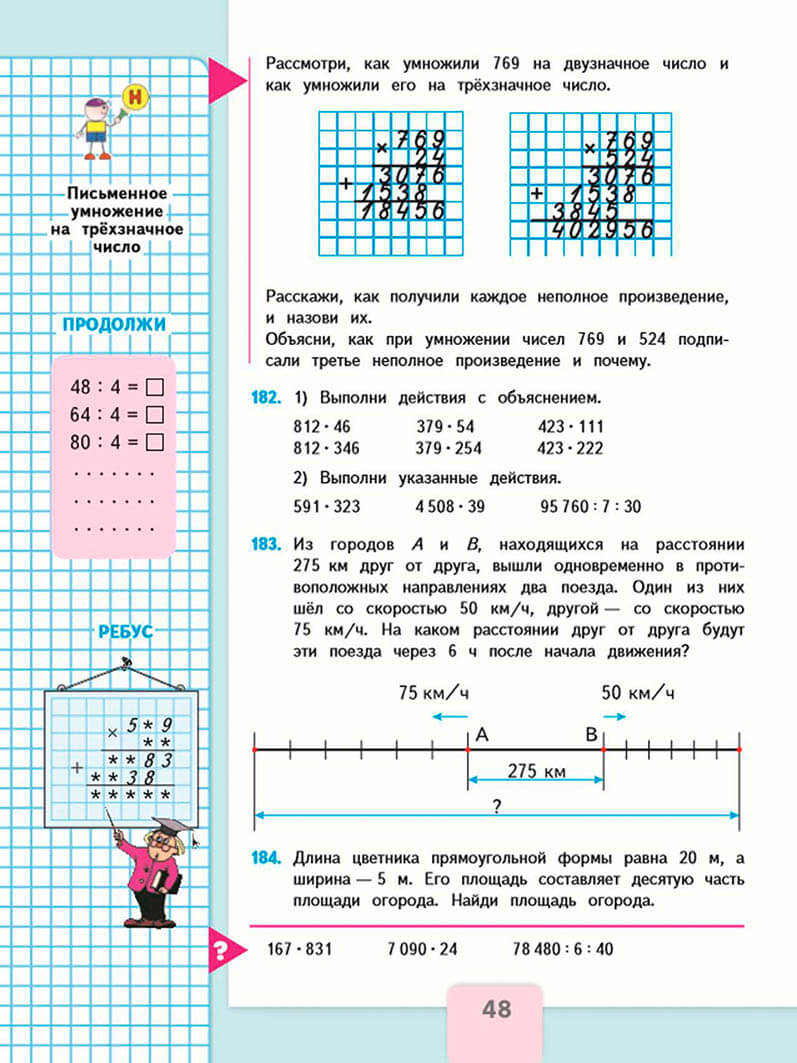 Н
Письменное
умножение
на трёхзначное
число
ПРОДОЛЖИ
48 : 4 = □
64 : 4 = □
80 : 4 = □
. . . . . . .
. . . . . . .
. . . . . . .
РЕБУС
× 5 * 9
* *
+ * * 8 3
* * 3 8
* * * * *
Рассмотри, как умножили 769 на двузначное число и
как умножили его на трёхзначное число.
× 769
24
+ 3076
1538
18456
× 769
524
3076
+ 1538
3845
402956
Расскажи, как получили каждое неполное произведение,
и назови их.
Объясни, как при умножении чисел 769 и 524 подпи-
сали третье неполное произведение и почему.
182. 1) Выполни действия с объяснением.
812 · 46 379 · 54 423 · 111
812 · 346 379 · 254 423 · 222
2) Выполни указанные действия.
591 · 323 4 508 · 39 95 760 : 7 : 30
183. Из городов А и В, находящихся на расстоянии
275 км друг от друга, вышли одновременно в проти-
воположных направлениях два поезда. Один из них
шёл со скоростью 50 км/ч, другой — со скоростью
75 км/ч. На каком расстоянии друг от друга будут
эти поезда через 6 ч после начала движения?
75 км/ч 50 км/ч
А В
275 км
?
184. Длина цветника прямоугольной формы равна 20 м, а
ширина — 5 м. Его площадь составляет десятую часть
площади огорода. Найди площадь огорода.
? 167 · 831 7 090 · 24 78 480 : 6 : 40
48